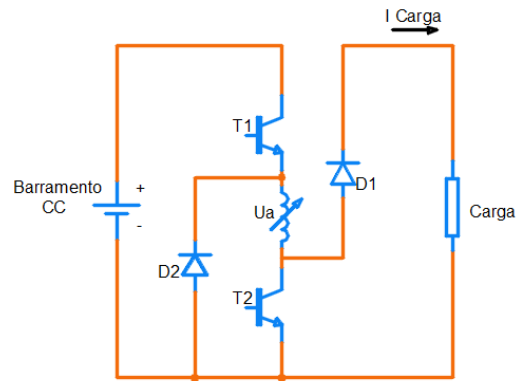 I Carga
T1
Barramento
CC
+
-
D1
Ua
Carga
D2
T2